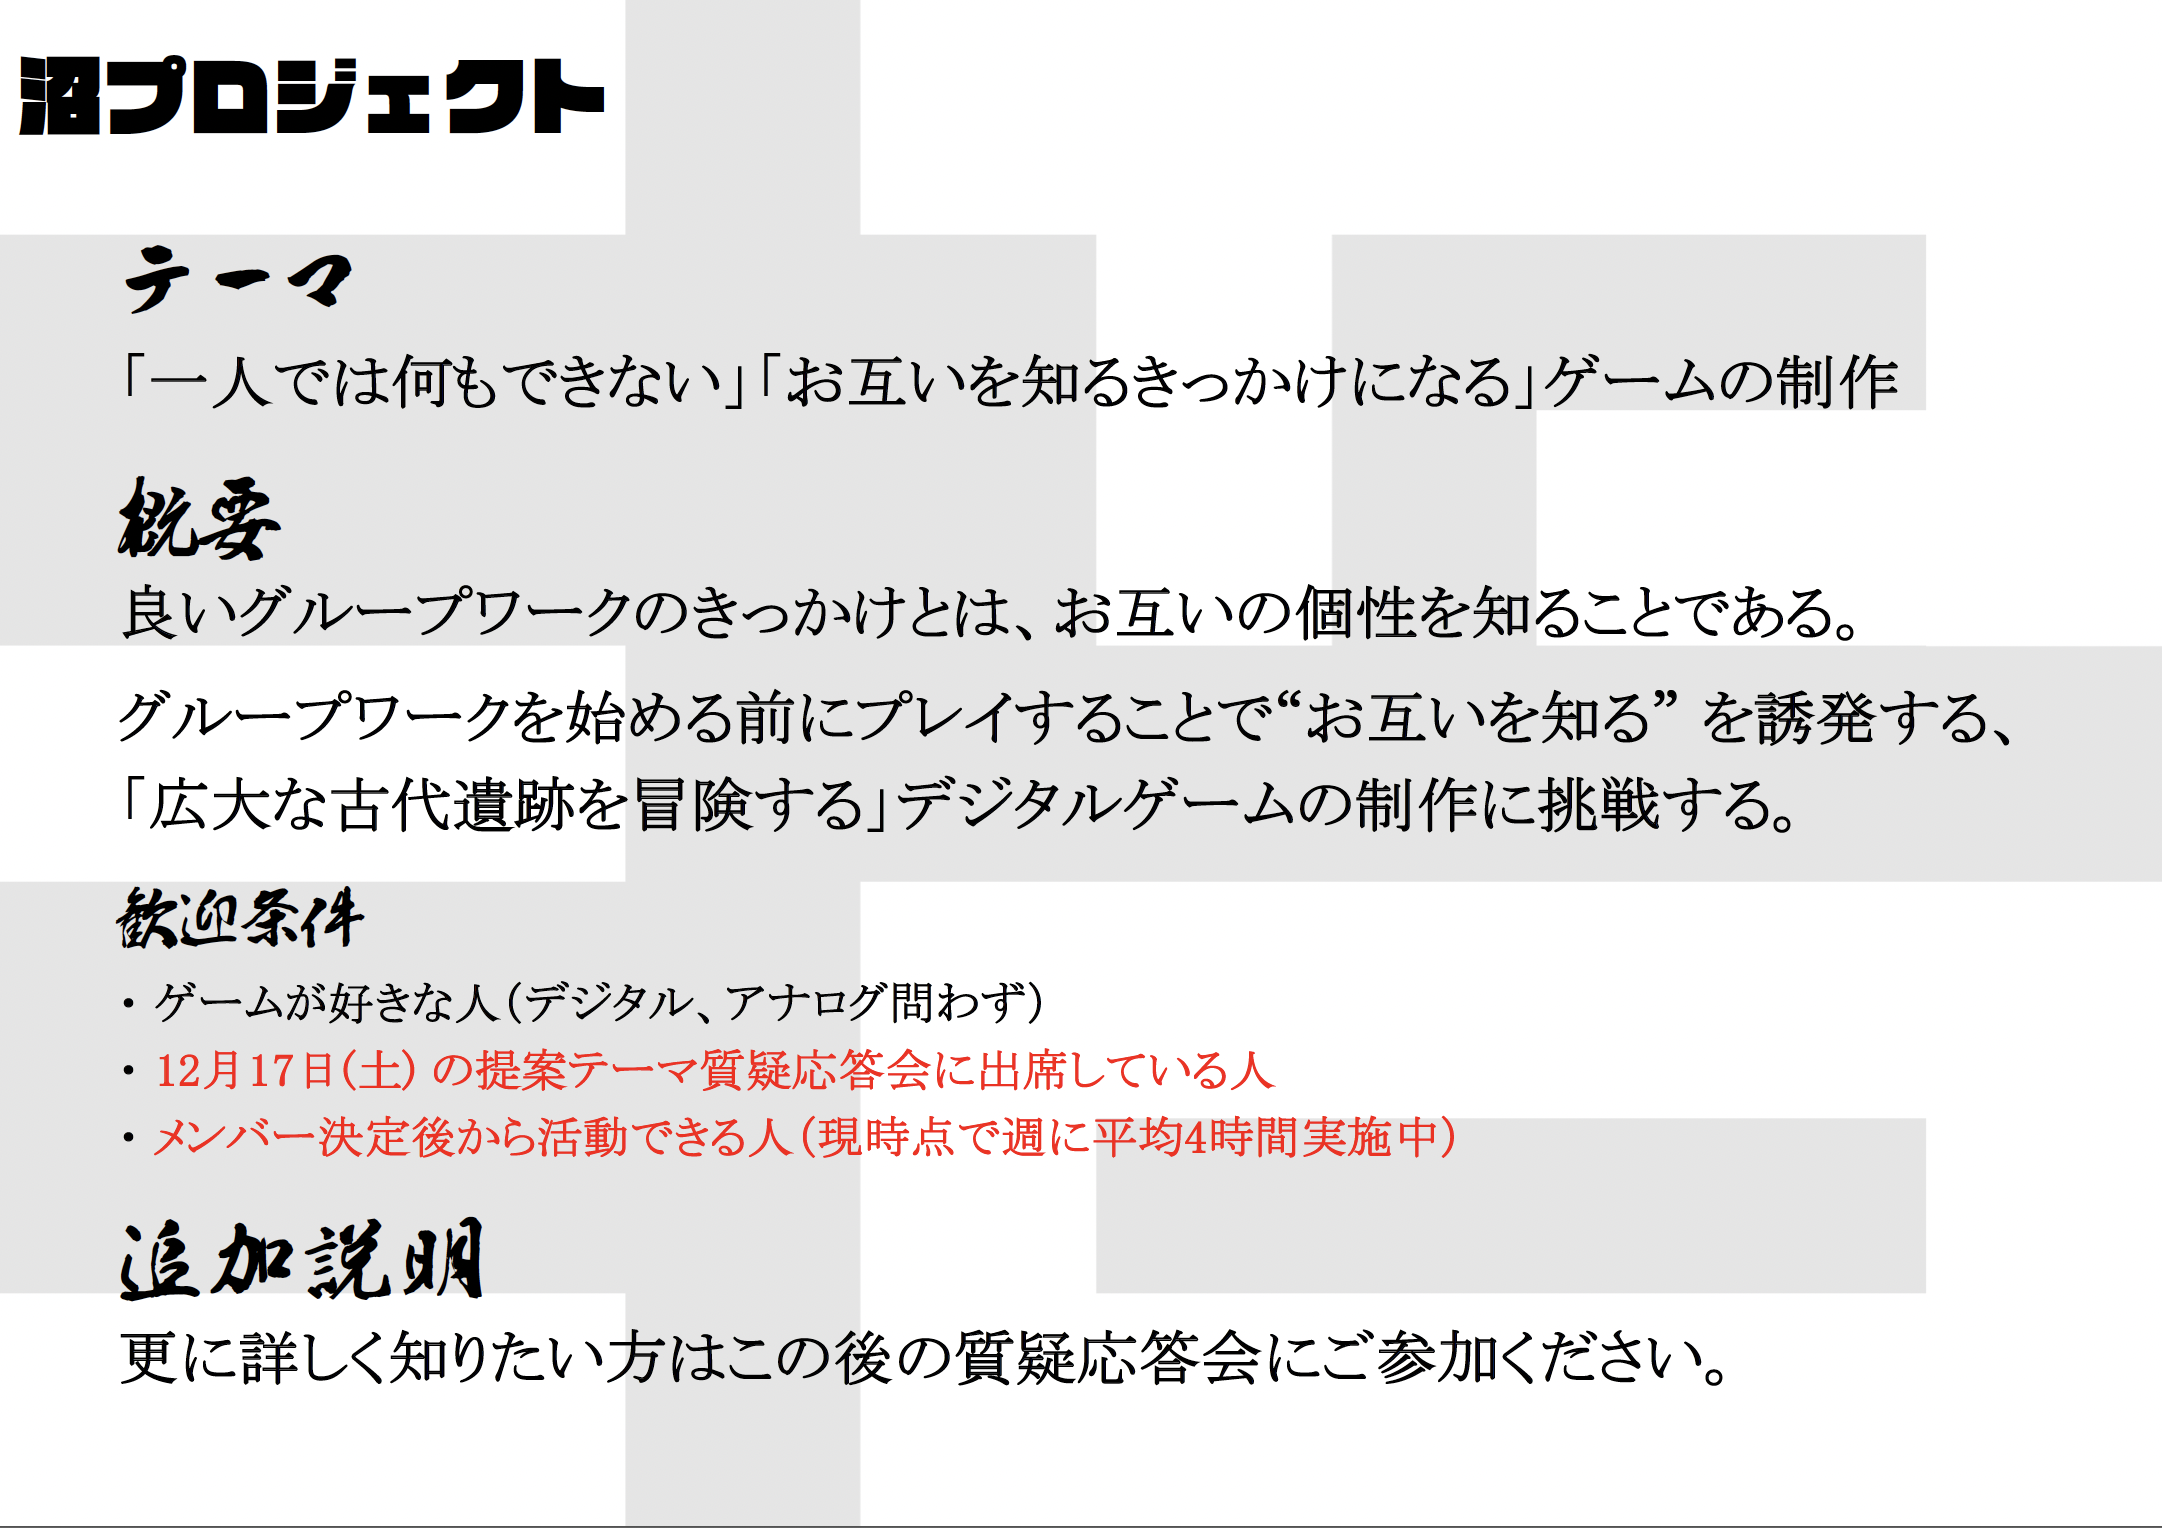 沼プロジェクト
テーマ
「一人では何もできない」「お互いを知るきっかけになる」ゲームの制作
概要
良いグループワークのきっかけとは、お互いの個性を知ることである。
グループワークを始める前にプレイすることで“お互いを知る” を誘発する、
「広大な古代遺跡を冒険する」デジタルゲームの制作に挑戦する。
歓迎条件
・ ゲームが好きな人（デジタル、アナログ問わず）
・ 12月17日(土) の提案テーマ質疑応答会に出席している人
・ メンバー決定後から活動できる人（現時点で週に平均4時間実施中）
追加説明
更に詳しく知りたい方はこの後の質疑応答会にご参加ください。